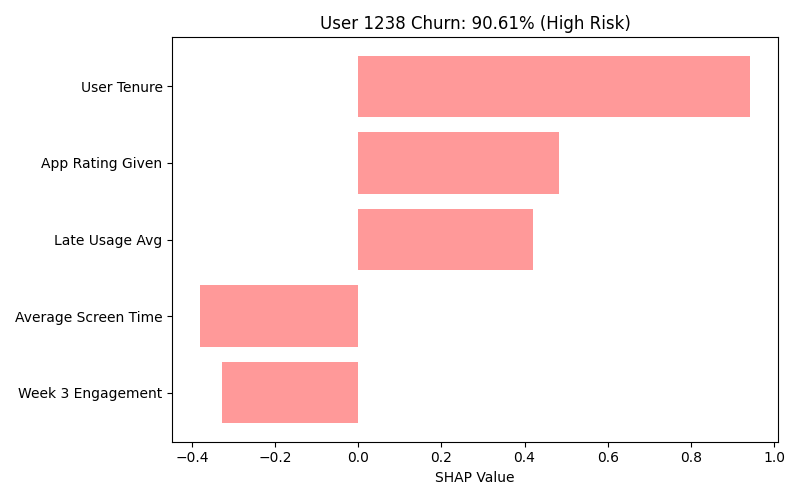 User 1238 Churn: 90.61% (High Risk)
User Tenure
App Rating Given
Late Usage Avg
Average Screen Time
Week 3 Engagement
−0.4 −0.2 0.0 0.2 0.4 0.6 0.8 1.0
SHAP Value